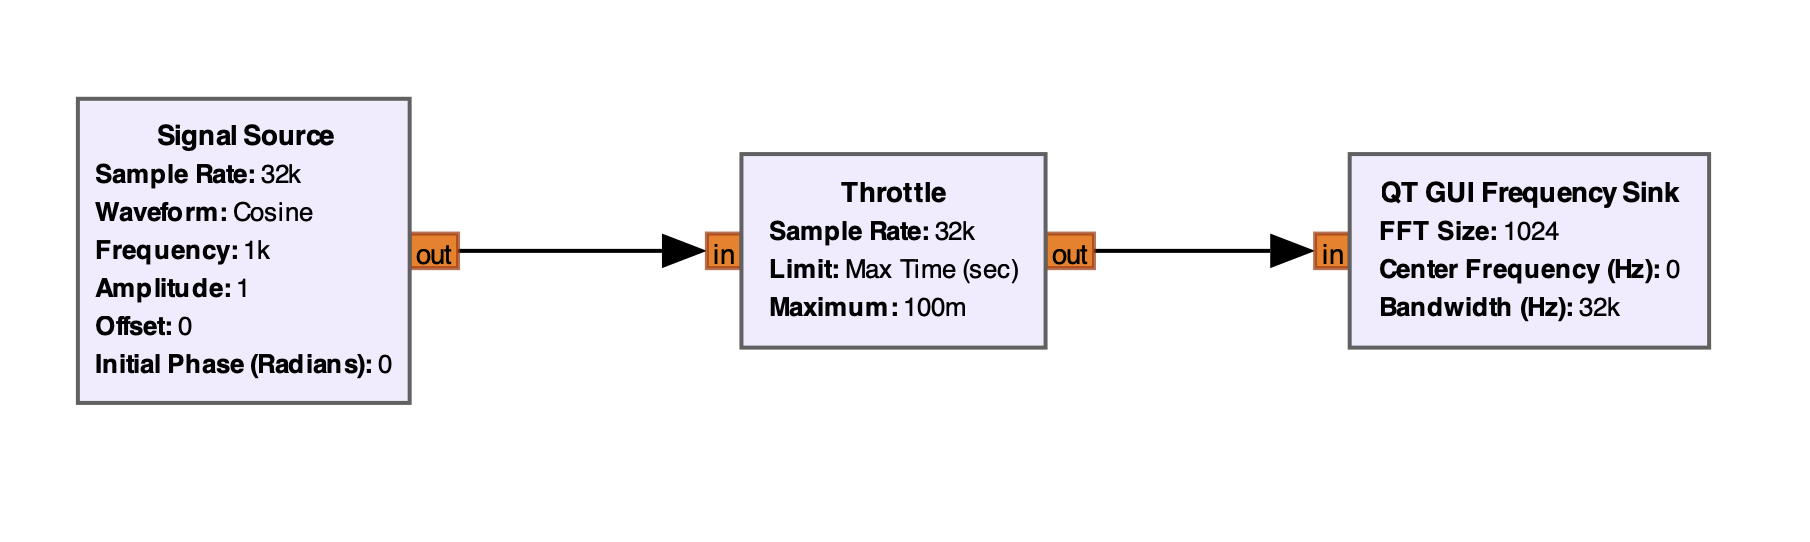 Signal Source
Sample Rate: 32k
Waveform: Cosine
Frequency: 1k
Amplitude: 1
Offset: 0
Initial Phase (Radians): 0
out
in
Throttle
Sample Rate: 32k
Limit: Max Time (sec)
Maximum: 100m
out
in
QT GUI Frequency Sink
FFT Size: 1024
Center Frequency (Hz): 0
Bandwidth (Hz): 32k